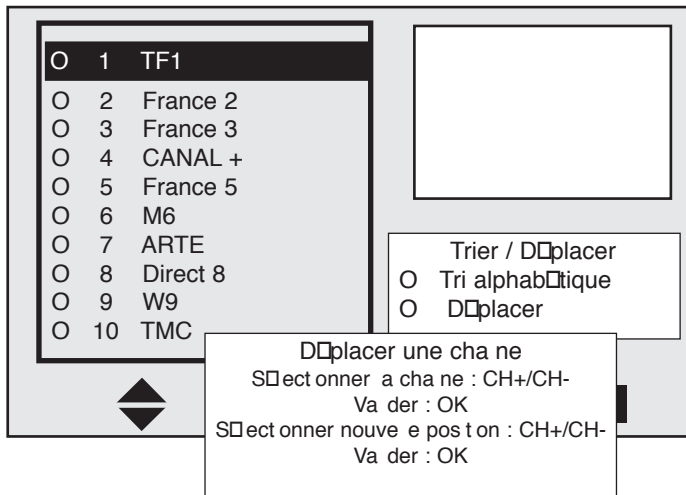 O 1 TF1
O 2 France 2
O 3 France 3
O 4 CANAL +
O 5 France 5
O 6 M6
O 7 ARTE
O 8 Direct 8
O 9 W9
O 10 TMC
Trier / D□placer
O Tri alphab□tique
O D□placer
D□placer une cha ne
S□ ect onner a cha ne : CH+/CH-
Va der : OK
S□ ect onner nouve e pos t on : CH+/CH-
Va der : OK